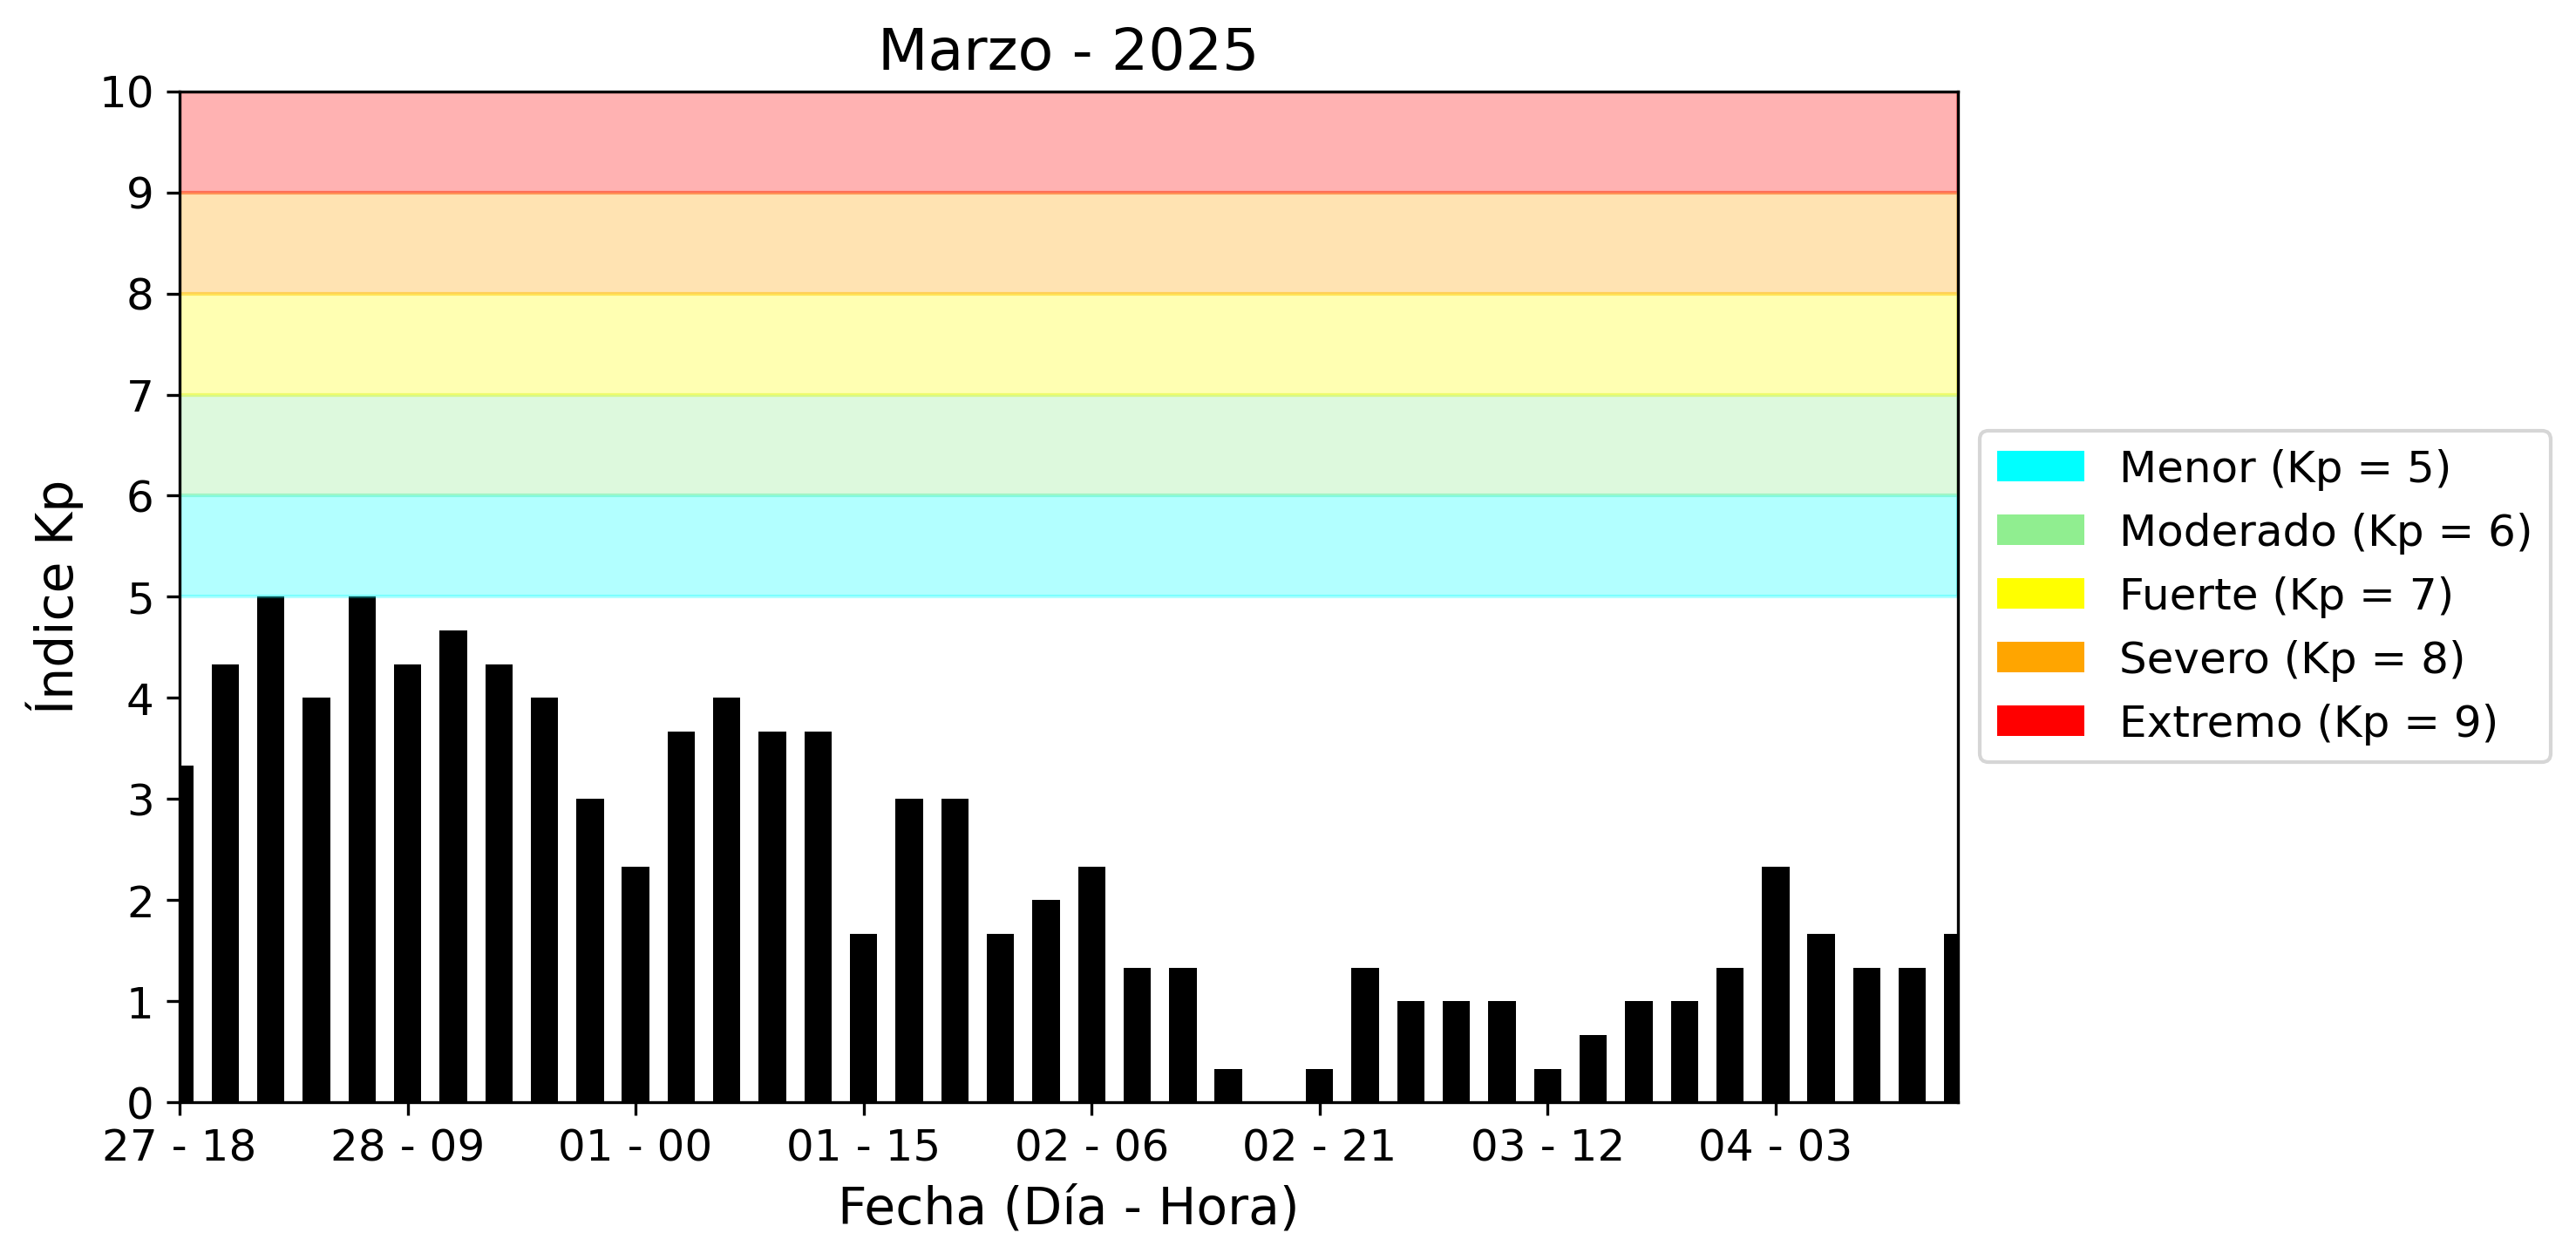 Marzo - 2025
10
9
8
7
6
5
4
3
2
1
0
Índice Kp
27 - 18
28 - 09
01 - 00
01 - 15
02 - 06
02 - 21
03 - 12
04 - 03
Fecha (Día - Hora)
Menor (Kp = 5)
Moderado (Kp = 6)
Fuerte (Kp = 7)
Severo (Kp = 8)
Extremo (Kp = 9)